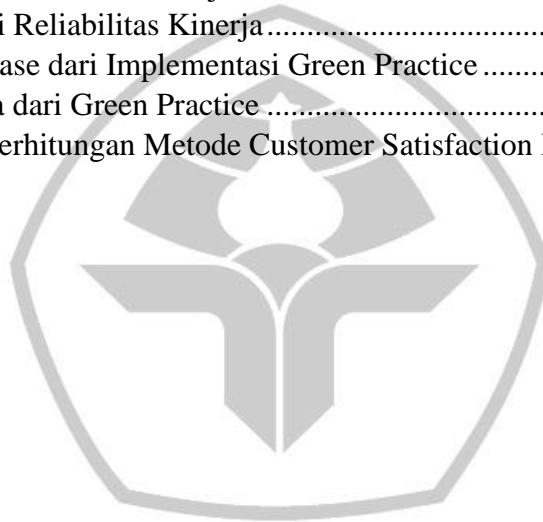 i Reliabilitas Kinerja
ase dari Implementasi Green Practice
dari Green Practice
erhitungan Metode Customer Satisfaction